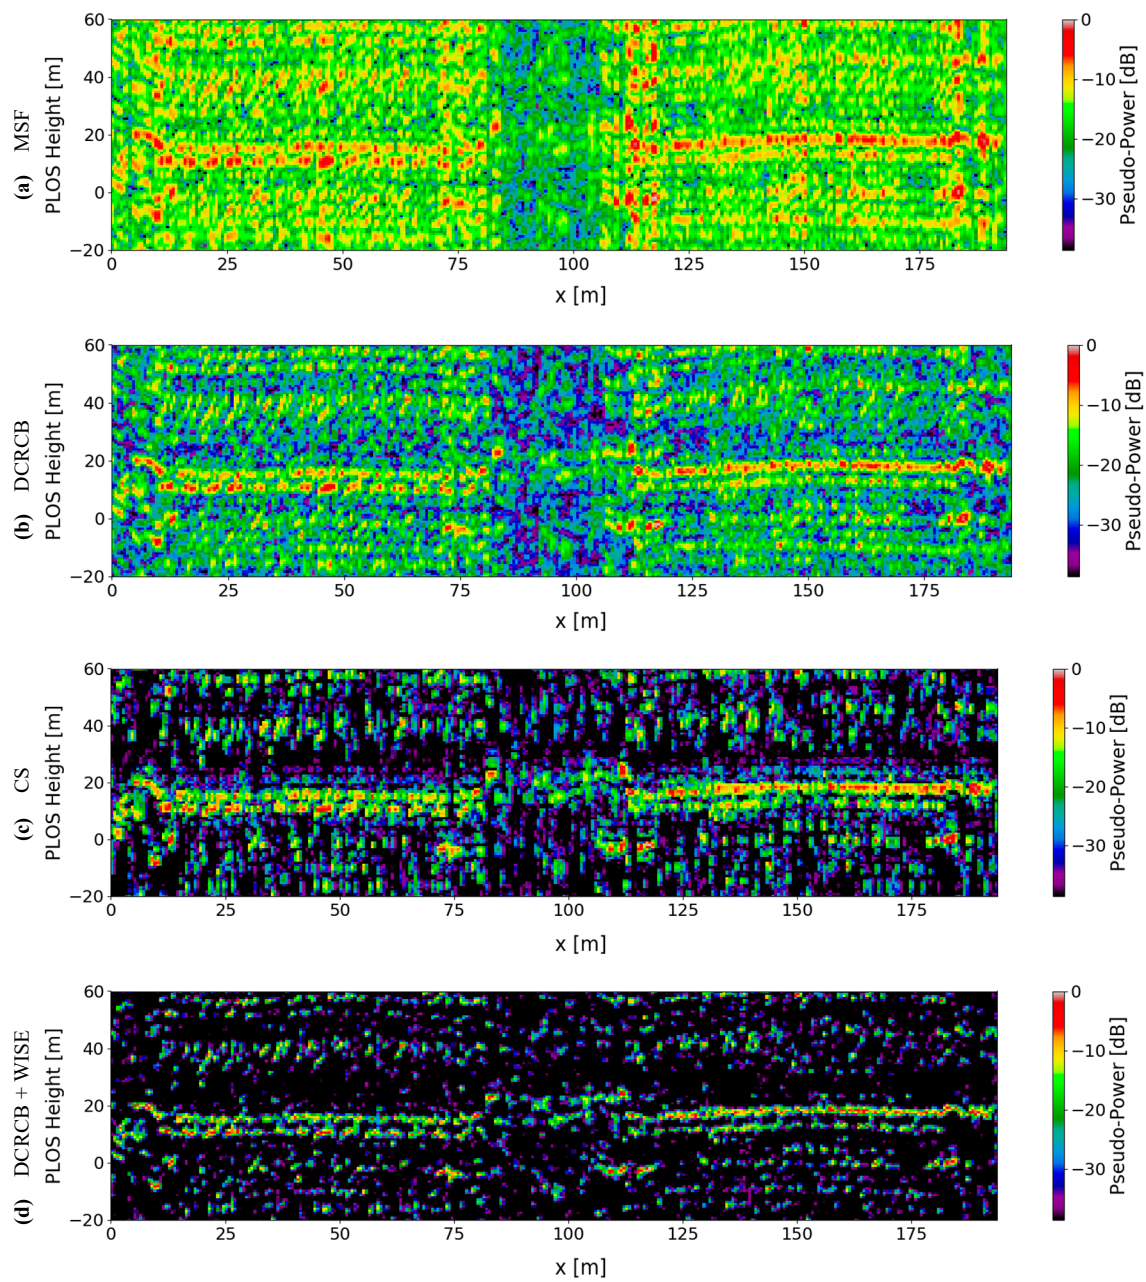 60
40
20
0
−20
0 25 50 75 100 125 150 175
x [m]
PLOS Height [m]
(a) MSF
0
−10
−20
−30
Pseudo-Power [dB]
60
40
20
0
−20
0 25 50 75 100 125 150 175
x [m]
PLOS Height [m]
(b) DCRCB
0
−10
−20
−30
Pseudo-Power [dB]
60
40
20
0
−20
0 25 50 75 100 125 150 175
x [m]
PLOS Height [m]
(c) CS
0
−10
−20
−30
Pseudo-Power [dB]
60
40
20
0
−20
0 25 50 75 100 125 150 175
x [m]
PLOS Height [m]
(d) DCRCB + WISE
0
−10
−20
−30
Pseudo-Power [dB]